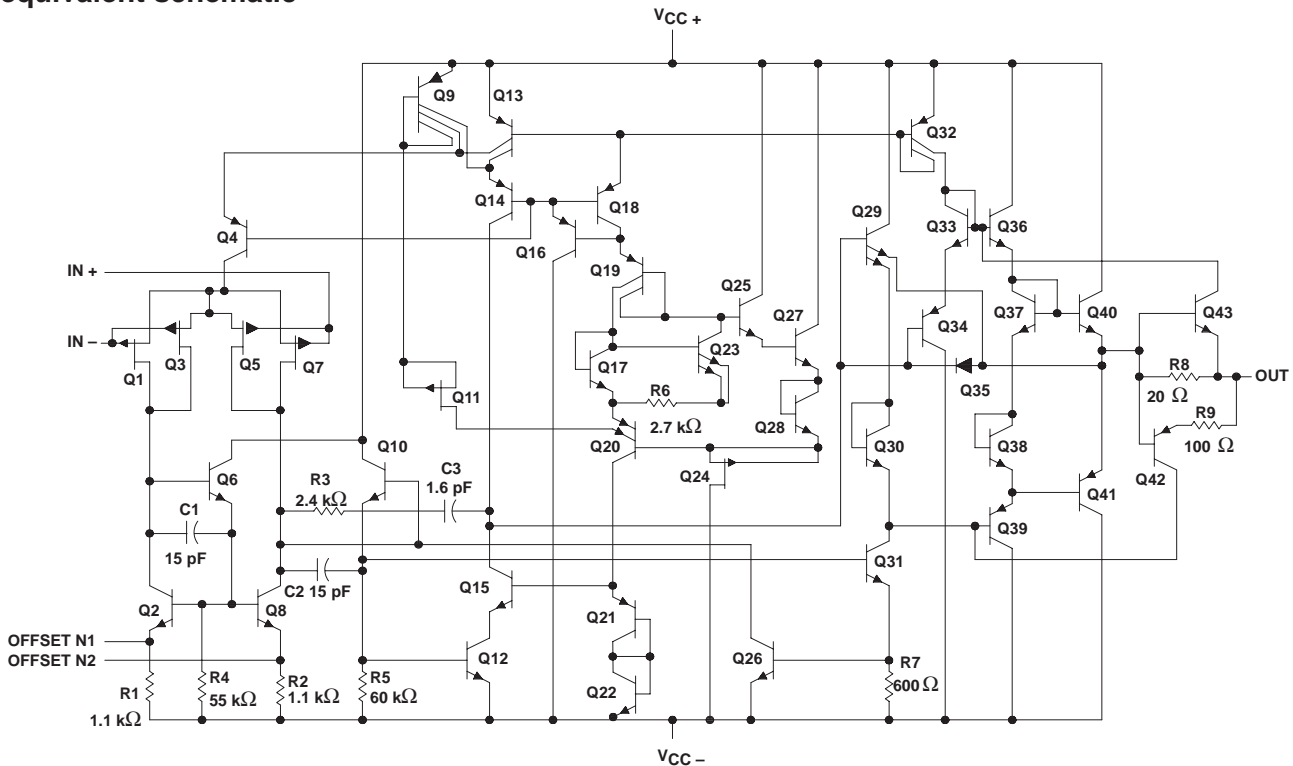 equivalent schematic
VCC +
Q9
Q13
Q32
Q14
Q18
Q4
Q16
Q29
Q33
Q36
IN +
Q19
Q25
Q27
Q37
Q40
Q43
IN –
Q3
Q5
Q7
Q1
Q23
Q34
R8
OUT
Q17
Q35
20 Ω
R9
Q11
R6
2.7 kΩ
Q28
100 Ω
Q20
Q30
Q38
Q10
Q24
Q42
Q6
C3
R3
1.6 pF
2.4 kΩ
Q41
C1
Q39
15 pF
C2 15 pF
Q31
Q15
Q2
Q8
Q21
OFFSET N1
OFFSET N2
Q12
Q26
R7
R4
R2
R5
600 Ω
R1
55 kΩ
1.1 kΩ
60 kΩ
Q22
1.1 kΩ
VCC –